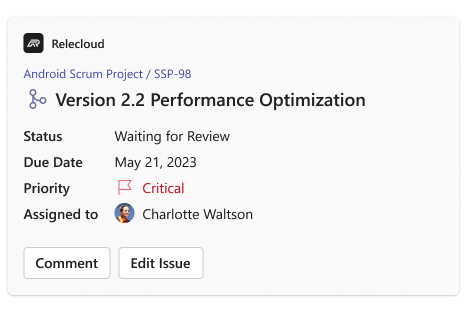 Relecloud
Android Scrum Project / SSP-98
Version 2.2 Performance Optimization
Status Waiting for Review
Due Date May 21, 2023
Priority Critical
Assigned to Charlotte Waltson
Comment Edit Issue